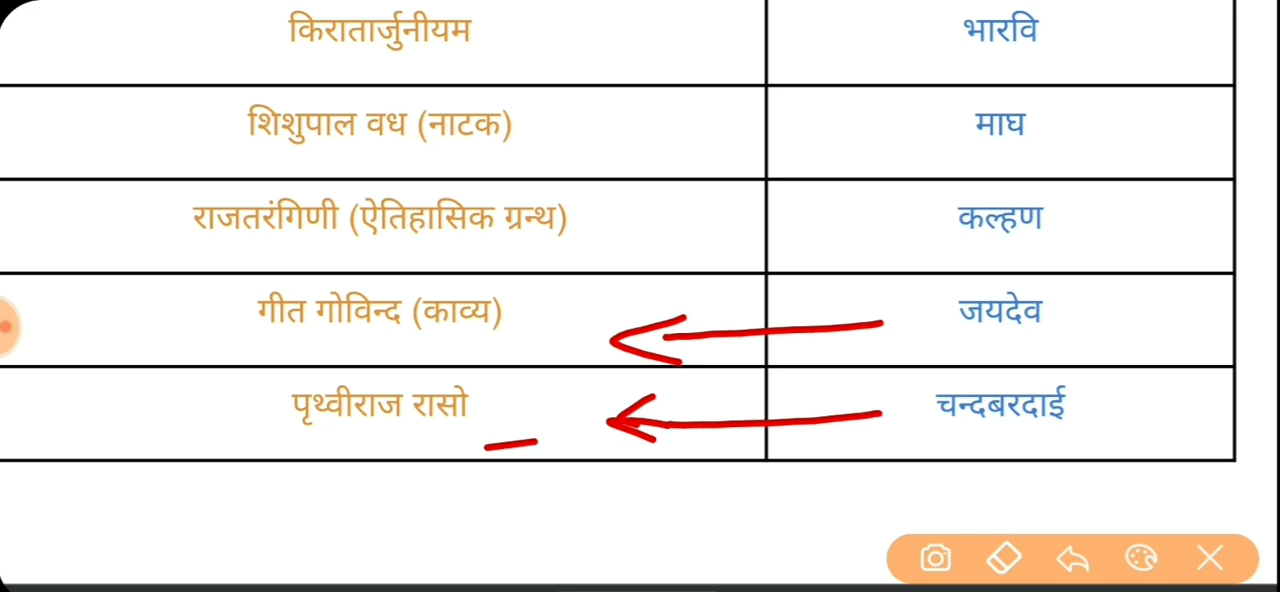 किरातार्जुनीयम भारवि
शिशुपाल वध (नाटक) माघ
राजतरंगिणी (ऐतिहासिक ग्रन्थ) कल्हण
गीत गोविन्द (काव्य) जयदेव
पृथ्वीराज रासो चन्दबरदाई